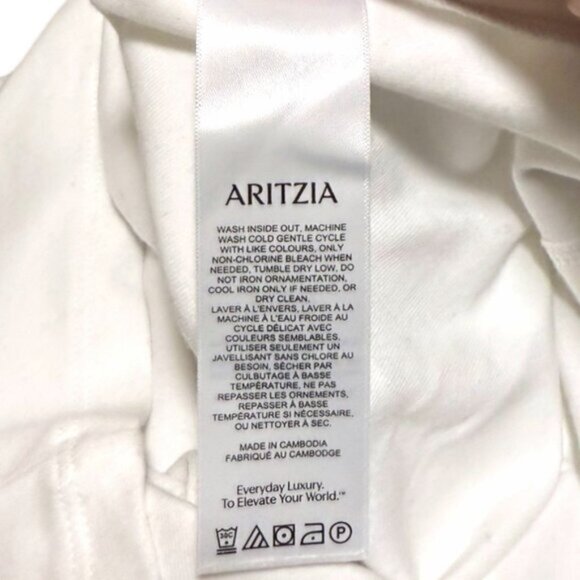 ARITZIA
WASH INSIDE OUT, MACHINE
WASH COLD GENTLE CYCLE
WITH LIKE COLOURS, ONLY
NON-CHLORINE BLEACH WHEN
NEEDED, TUMBLE DRY LOW, DO
NOT IRON ORNAMENTATION,
COOL IRON ONLY IF NEEDED, OR
DRY CLEAN.
LAVER À L'ENVERS, LAVER À LA
MACHINE À L'EAU FROIDE AU
CYCLE DÉLICAT AVEC
COULEURS SEMBLABLES,
UTILISER SEULEMENT UN
JAVELLISANT SANS CHLORE AU
BESOIN, SÉCHER PAR
CULBUTAGE À BASSE
TEMPÉRATURE, NE PAS
REPASSER LES ORNEMENTS,
REPASSER À BASSE
TEMPÉRATURE SI NÉCESSAIRE,
OU NETTOYER À SEC.
MADE IN CAMBODIA
FABRIQUÉ AU CAMBODGE
Everyday Luxury.
To Elevate Your World.™
30C P